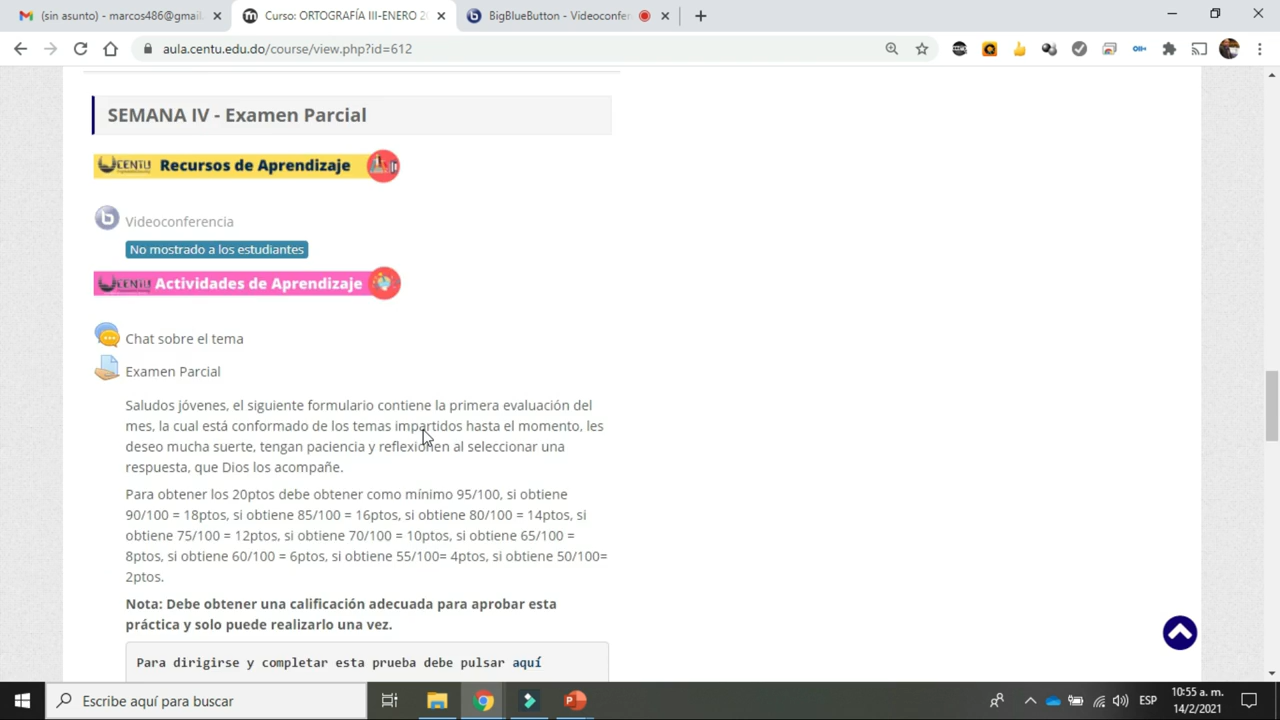 (sin asunto) - marcos486@gmail.
Curso: ORTOGRAFÍA III-ENERO 20
BigBlueButton - Videoconferen
aula.centu.edu.do/course/view.php?id=612
SEMANA IV - Examen Parcial
UCENTU Recursos de Aprendizaje
Videoconferencia
No mostrado a los estudiantes
UCENTU Actividades de Aprendizaje
Chat sobre el tema
Examen Parcial
Saludos jóvenes, el siguiente formulario contiene la primera evaluación del
mes, la cual está conformado de los temas impartidos hasta el momento, les
deseo mucha suerte, tengan paciencia y reflexionen al seleccionar una
respuesta, que Dios los acompañe.
Para obtener los 20ptos debe obtener como mínimo 95/100, si obtiene
90/100 = 18ptos, si obtiene 85/100 = 16ptos, si obtiene 80/100 = 14ptos, si
obtiene 75/100 = 12ptos, si obtiene 70/100 = 10ptos, si obtiene 65/100 =
8ptos, si obtiene 60/100 = 6ptos, si obtiene 55/100= 4ptos, si obtiene 50/100=
2ptos.
Nota: Debe obtener una calificación adecuada para aprobar esta
práctica y solo puede realizarlo una vez.
Para dirigirse y completar esta prueba debe pulsar aquí
Escribe aquí para buscar
ESP
10:55 a. m.
14/2/2021